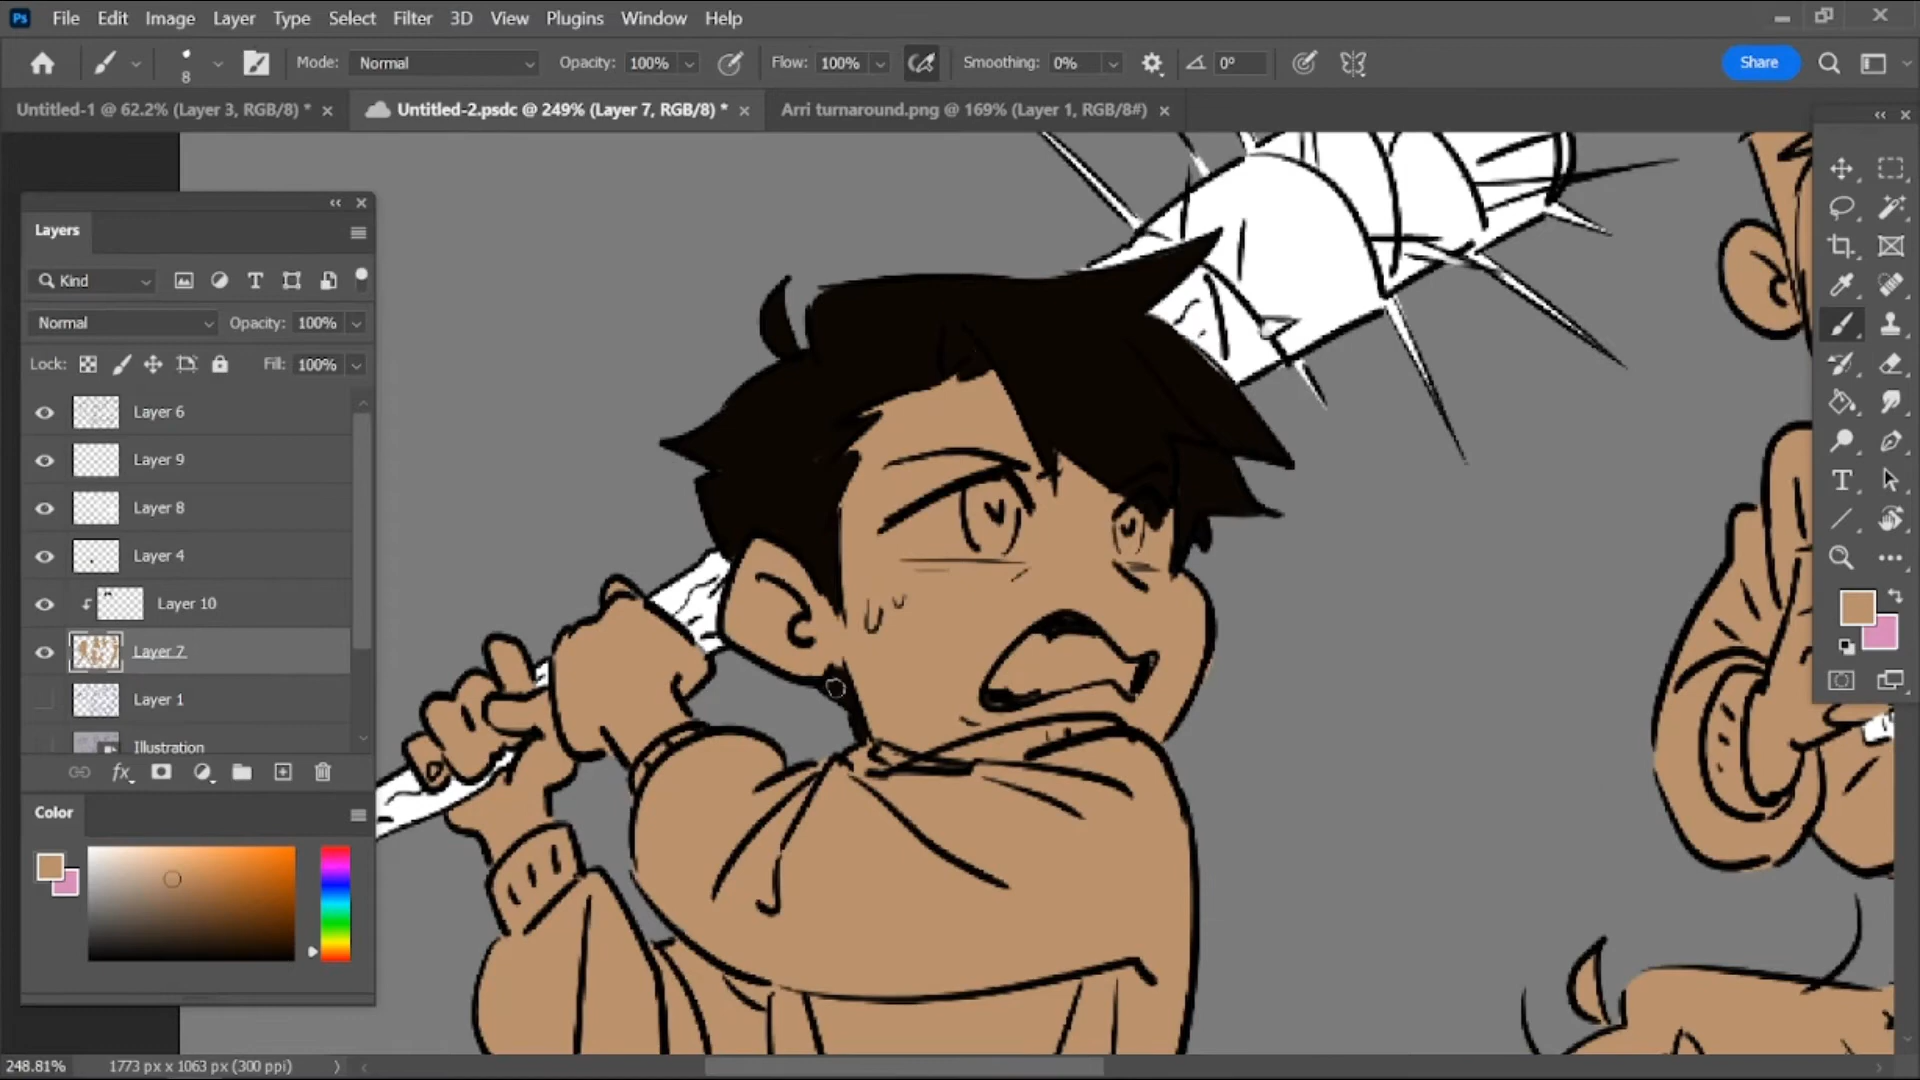 Ps File Edit Image Layer Type Select Filter 3D View Plugins Window Help
8 Mode: Normal Opacity: 100% Flow: 100% Smoothing: 0% 0° Share
Untitled-1 @ 62.2% (Layer 3, RGB/8) * Untitled-2.psdc @ 249% (Layer 7, RGB/8) * Arri turnaround.png @ 169% (Layer 1, RGB/8#)
Layers
Kind
Normal Opacity: 100%
Lock: Fill: 100%
Layer 6
Layer 9
Layer 8
Layer 4
Layer 10
Layer 7
Layer 1
Illustration
fx
Color
248.81% 1773 px x 1063 px (300 ppi)